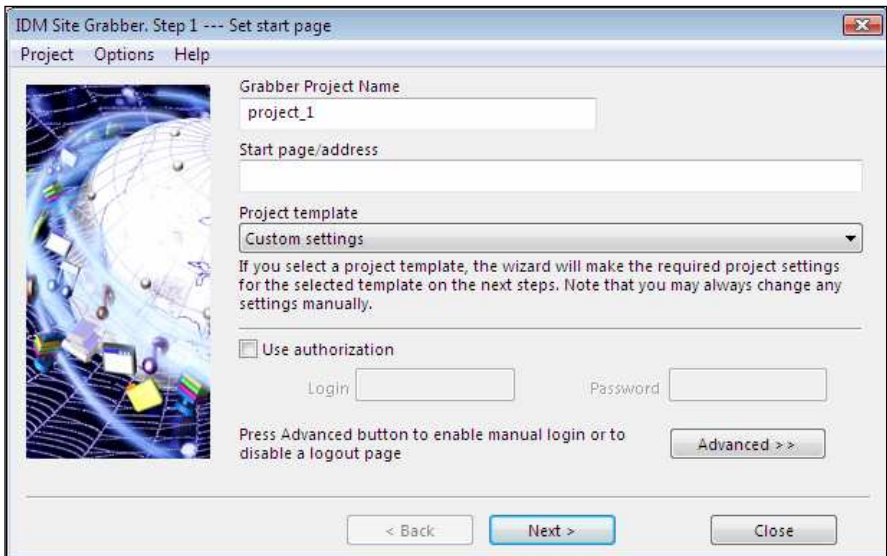 IDM Site Grabber. Step 1 --- Set start page
Project Options Help
Grabber Project Name
project_1
Start page/address
Project template
Custom settings
If you select a project template, the wizard will make the required project settings
for the selected template on the next steps. Note that you may always change any
settings manually.
Use authorization
Login Password
Press Advanced button to enable manual login or to
disable a logout page
Advanced >>
< Back Next > Close